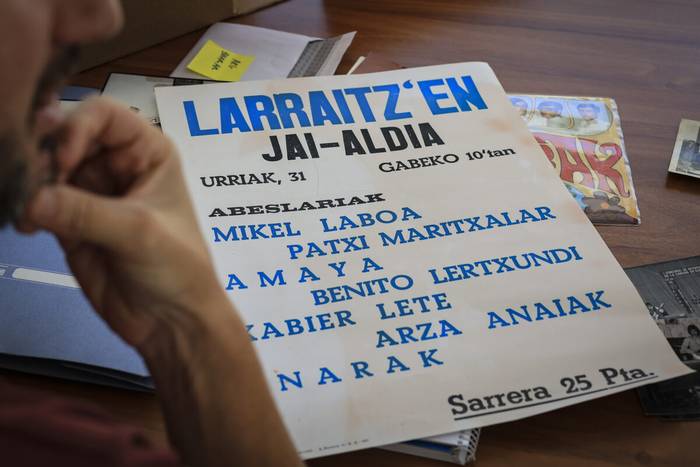 LARRAITZ'EN
JAI-ALDIA
URRIAK, 31
GABEKO 10'tan
ABESLARIAK
MIKEL LABOA
PATXI MARITXALAR
AMAYA
BENITO LERTXUNDI
XABIER LETE
ARZA ANAIAK
NARAK
Sarrera 25 Pta.